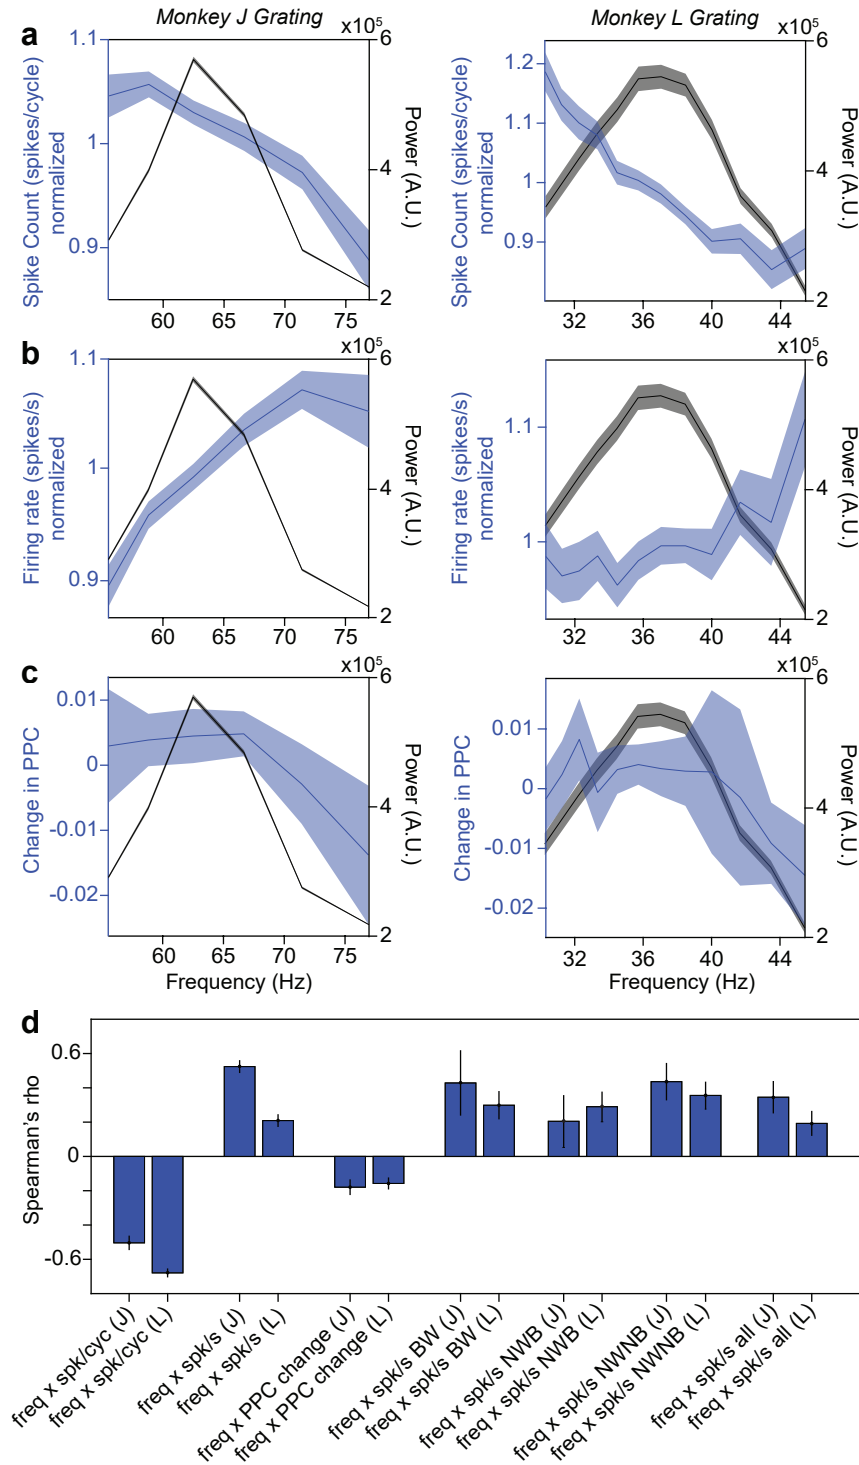 Monkey J Grating
Monkey L Grating
a
x10⁵
x10⁵
Spike Count (spikes/cycle)
normalized
1.1
1
0.9
6
4
2
Power (A.U.)
60 65 70 75
Spike Count (spikes/cycle)
normalized
1.2
1.1
1
0.9
6
4
2
Power (A.U.)
32 36 40 44
b
x10⁵
x10⁵
Firing rate (spikes/s)
normalized
1.1
1
0.9
6
4
2
Power (A.U.)
60 65 70 75
Firing rate (spikes/s)
normalized
1.1
1
6
4
2
Power (A.U.)
32 36 40 44
c
x10⁵
x10⁵
Change in PPC
0.01
0
-0.01
-0.02
6
4
2
Power (A.U.)
60 65 70 75
Frequency (Hz)
Change in PPC
0.01
0
-0.01
-0.02
6
4
2
Power (A.U.)
32 36 40 44
Frequency (Hz)
d
Spearman's rho
0.6
0
-0.6
freq x spk/cyc (J)
freq x spk/cyc (L)
freq x spk/s (J)
freq x spk/s (L)
freq x PPC change (J)
freq x PPC change (L)
freq x spk/s BW (J)
freq x spk/s BW (L)
freq x spk/s NWB (J)
freq x spk/s NWB (L)
freq x spk/s NWNB (J)
freq x spk/s NWNB (L)
freq x spk/s all (J)
freq x spk/s all (L)